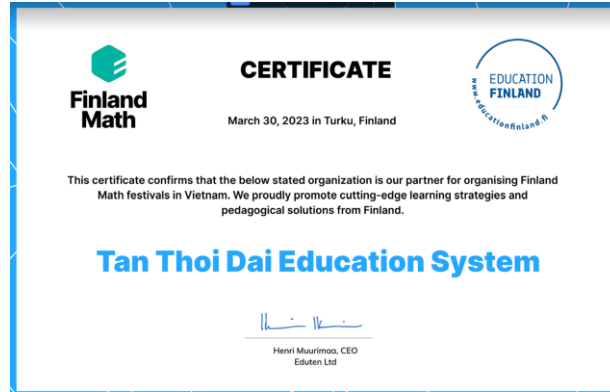 Finland
Math
CERTIFICATE
March 30, 2023 in Turku, Finland
EDUCATION
FINLAND
www.educationfinland.fi
This certificate confirms that the below stated organization is our partner for organising Finland
Math festivals in Vietnam. We proudly promote cutting-edge learning strategies and
pedagogical solutions from Finland.
Tan Thoi Dai Education System
Henri Muurimaa, CEO
Eduten Ltd